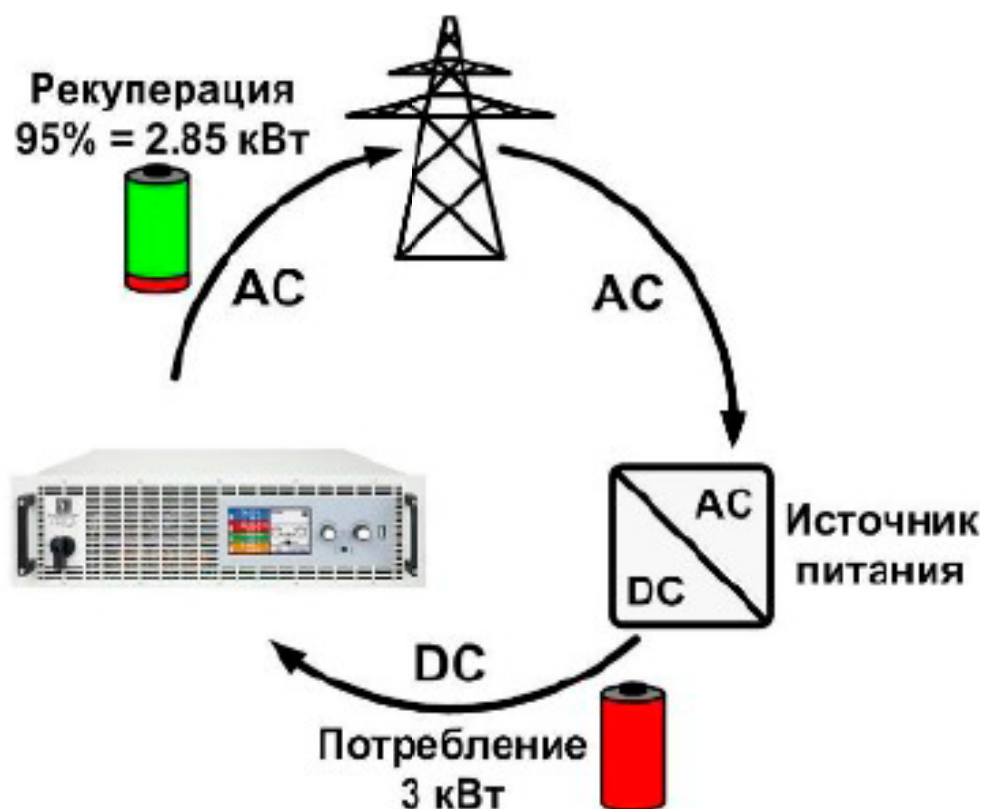 Рекуперация
95% = 2.85 кВт
AC
AC
AC
DC
Источник
питания
DC
Потребление
3 кВт